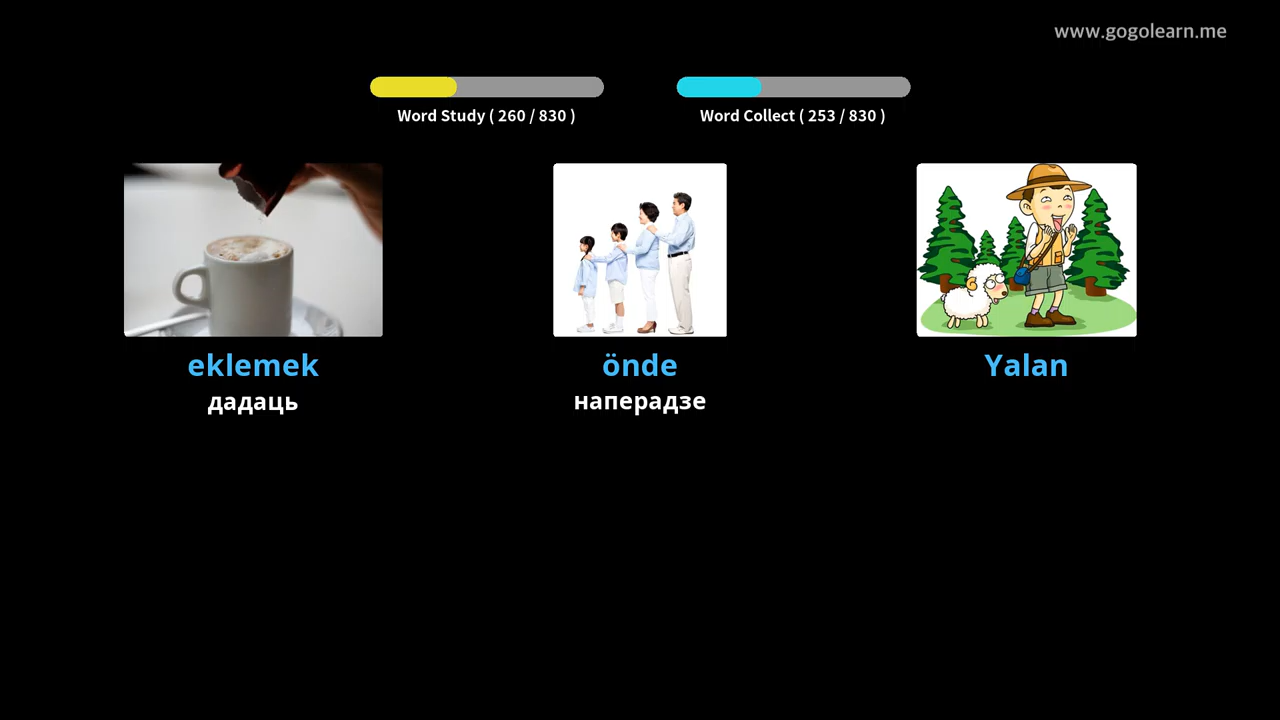 www.gogolearn.me
Word Study ( 260 / 830 )
Word Collect ( 253 / 830 )
eklemek
önde
Yalan
дадаць
наперадзе